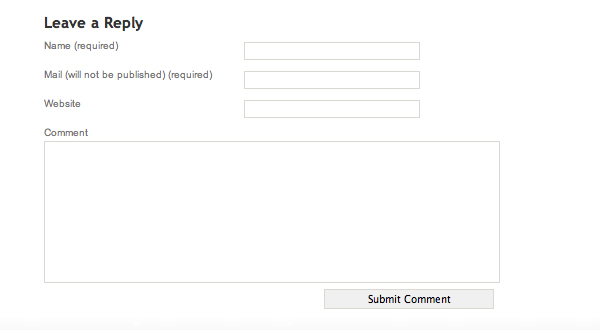 Leave a Reply
Name (required)
Mail (will not be published) (required)
Website
Comment
Submit Comment